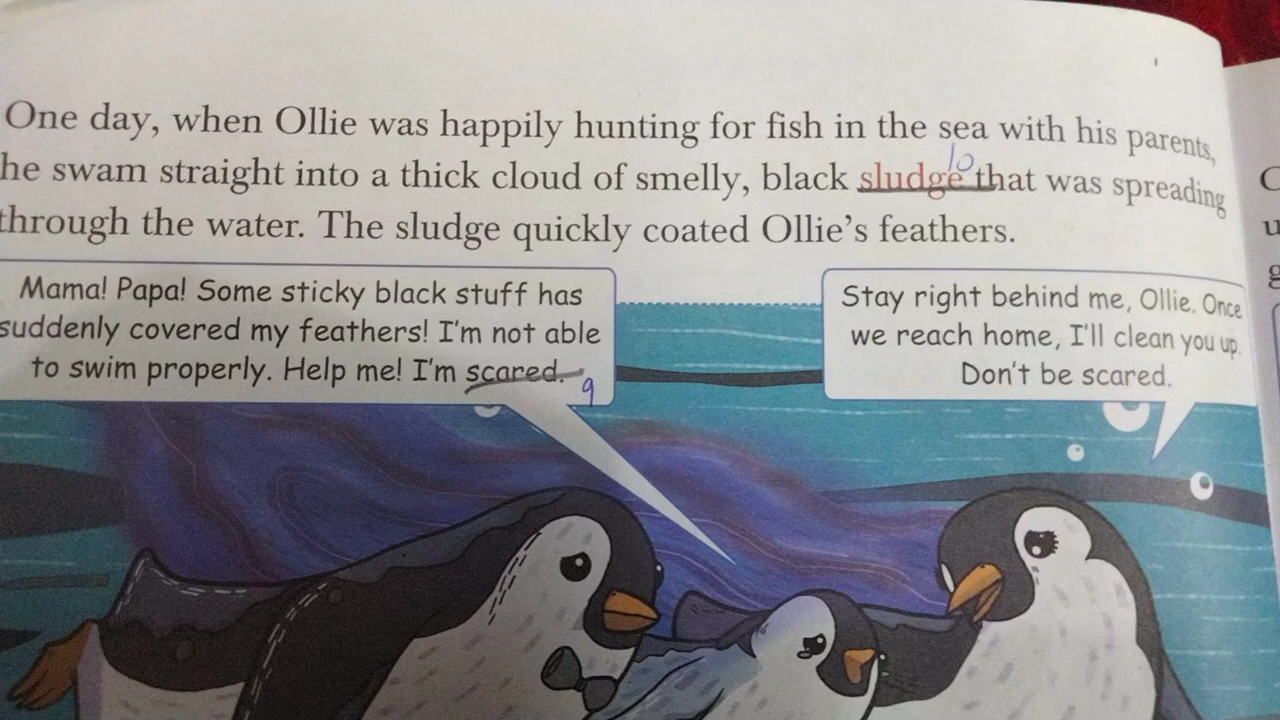 One day, when Ollie was happily hunting for fish in the sea with his parents,
10
he swam straight into a thick cloud of smelly, black sludge that was spreading
through the water. The sludge quickly coated Ollie's feathers.
Mama! Papa! Some sticky black stuff has
suddenly covered my feathers! I'm not able
to swim properly. Help me! I'm scared.
9
Stay right behind me, Ollie. Once
we reach home, I'll clean you up.
Don't be scared.